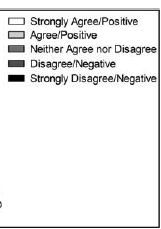 Strongly Agree/Positive
Agree/Positive
Neither Agree nor Disagree
Disagree/Negative
Strongly Disagree/Negative